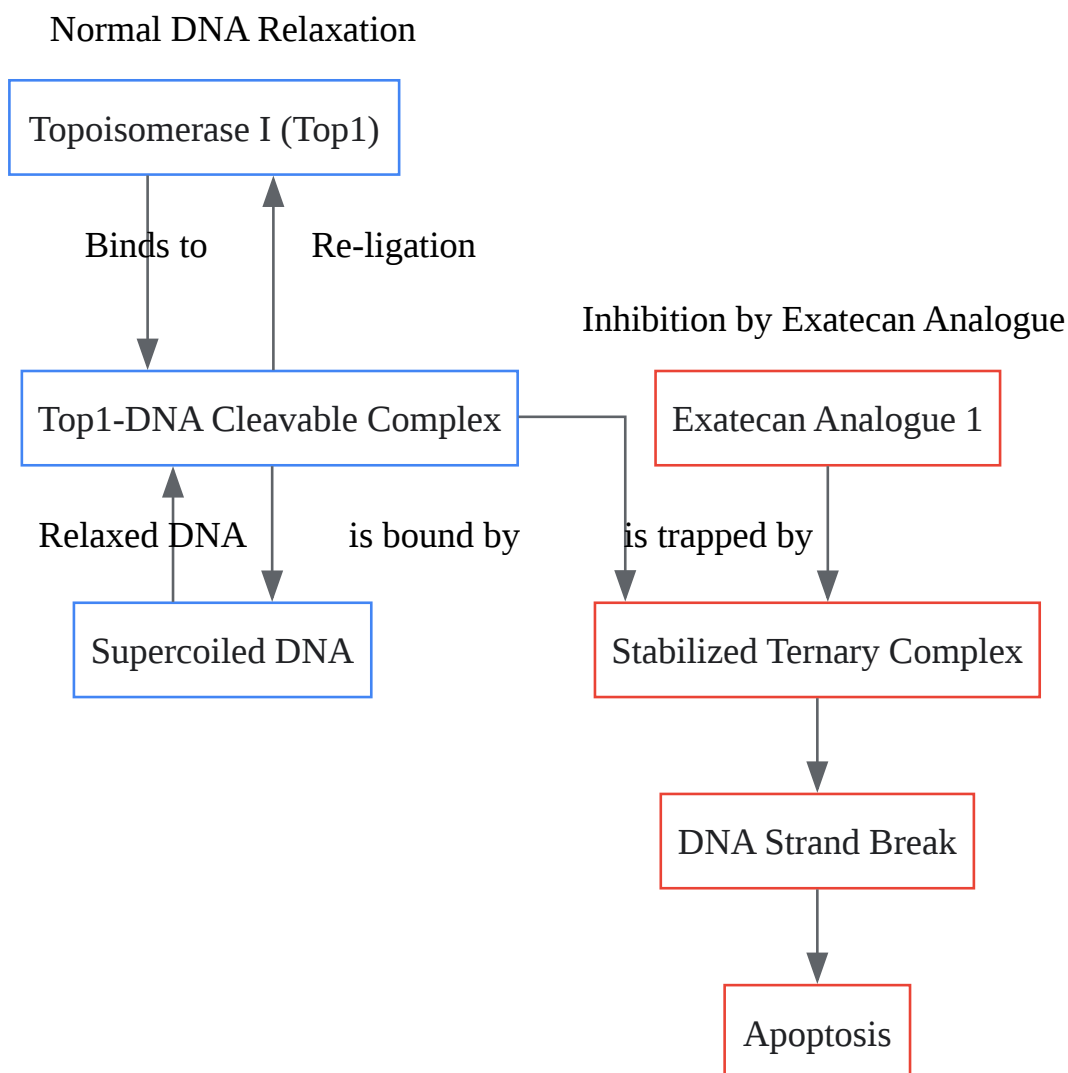 Normal DNA Relaxation
Topoisomerase I (Top1)
Binds to
Re-ligation
Inhibition by Exatecan Analogue
Top1-DNA Cleavable Complex
Exatecan Analogue 1
Relaxed DNA
is bound by
is trapped by
Supercoiled DNA
Stabilized Ternary Complex
DNA Strand Break
Apoptosis